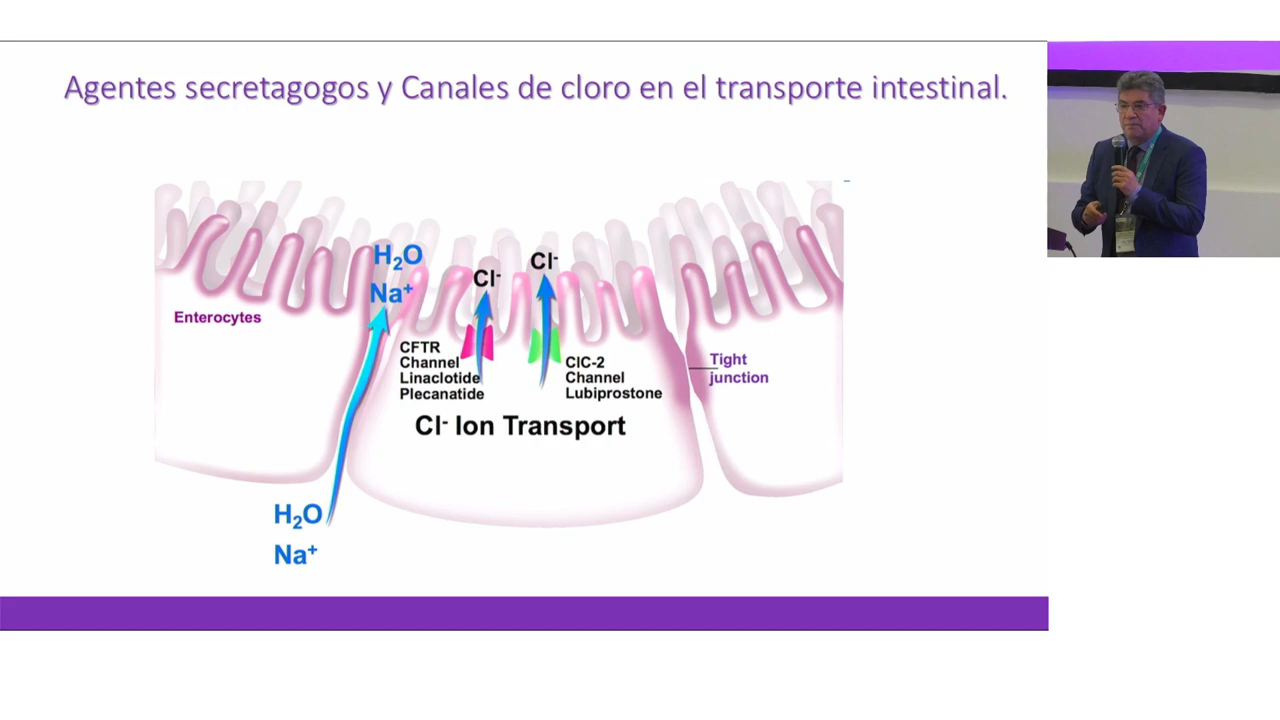 Agentes secretagogos y Canales de cloro en el transporte intestinal.
H₂O
Na⁺
Cl⁻
Cl⁻
Enterocytes
CFTR
Channel
Linaclotide
Plecanatide
ClC-2
Channel
Lubiprostone
Tight
junction
Cl⁻ Ion Transport
H₂O
Na⁺